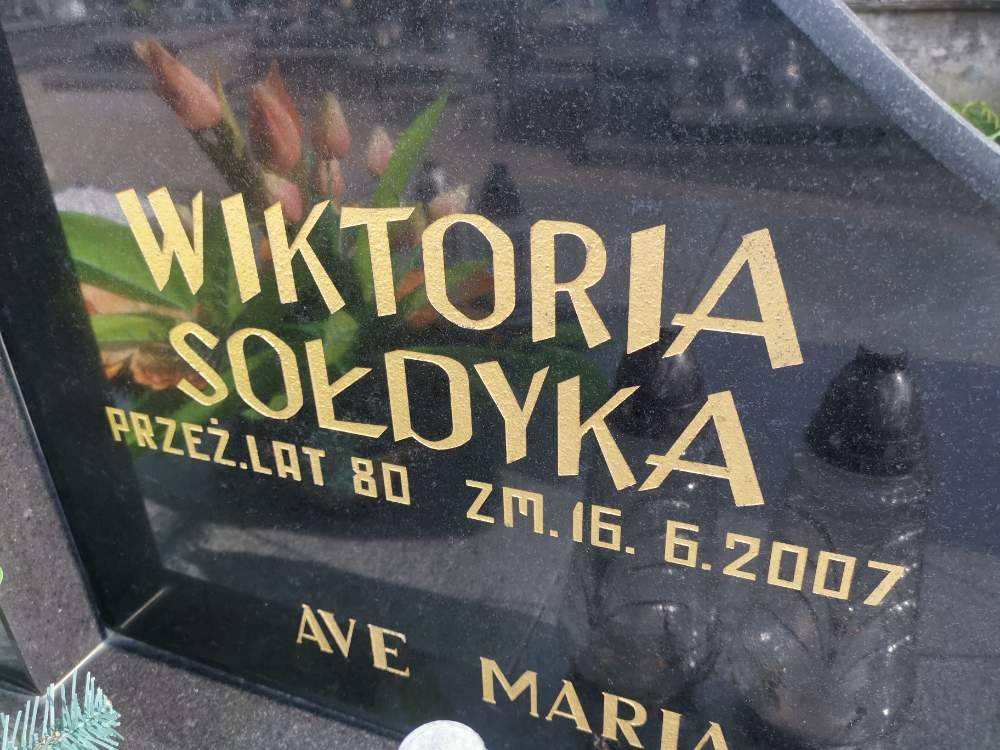 WIKTORIA
SOŁDYKA
PRZEŻ.LAT 80 ZM.16. 6.2007
AVE MARIA